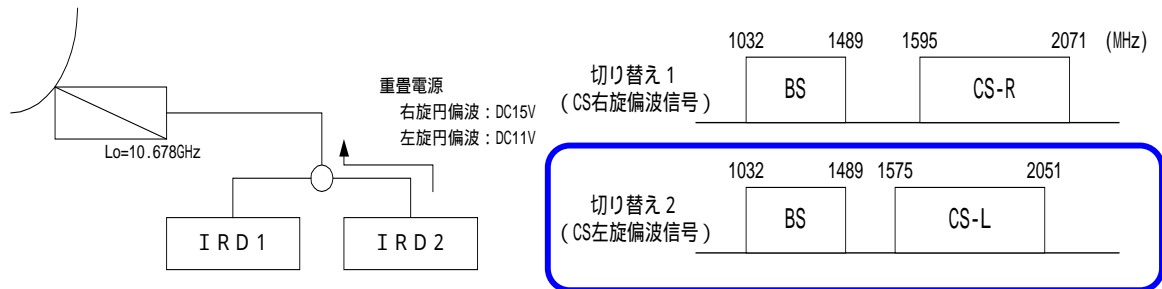 重畳電源
右旋円偏波：DC15V
左旋円偏波：DC11V
Lo=10.678GHz
ＩＲＤ１
ＩＲＤ２
1032 1489 1595 2071 (MHz)
切り替え１
（CS右旋偏波信号）
BS
CS-R
1032 1489 1575 2051
切り替え２
（CS左旋偏波信号）
BS
CS-L